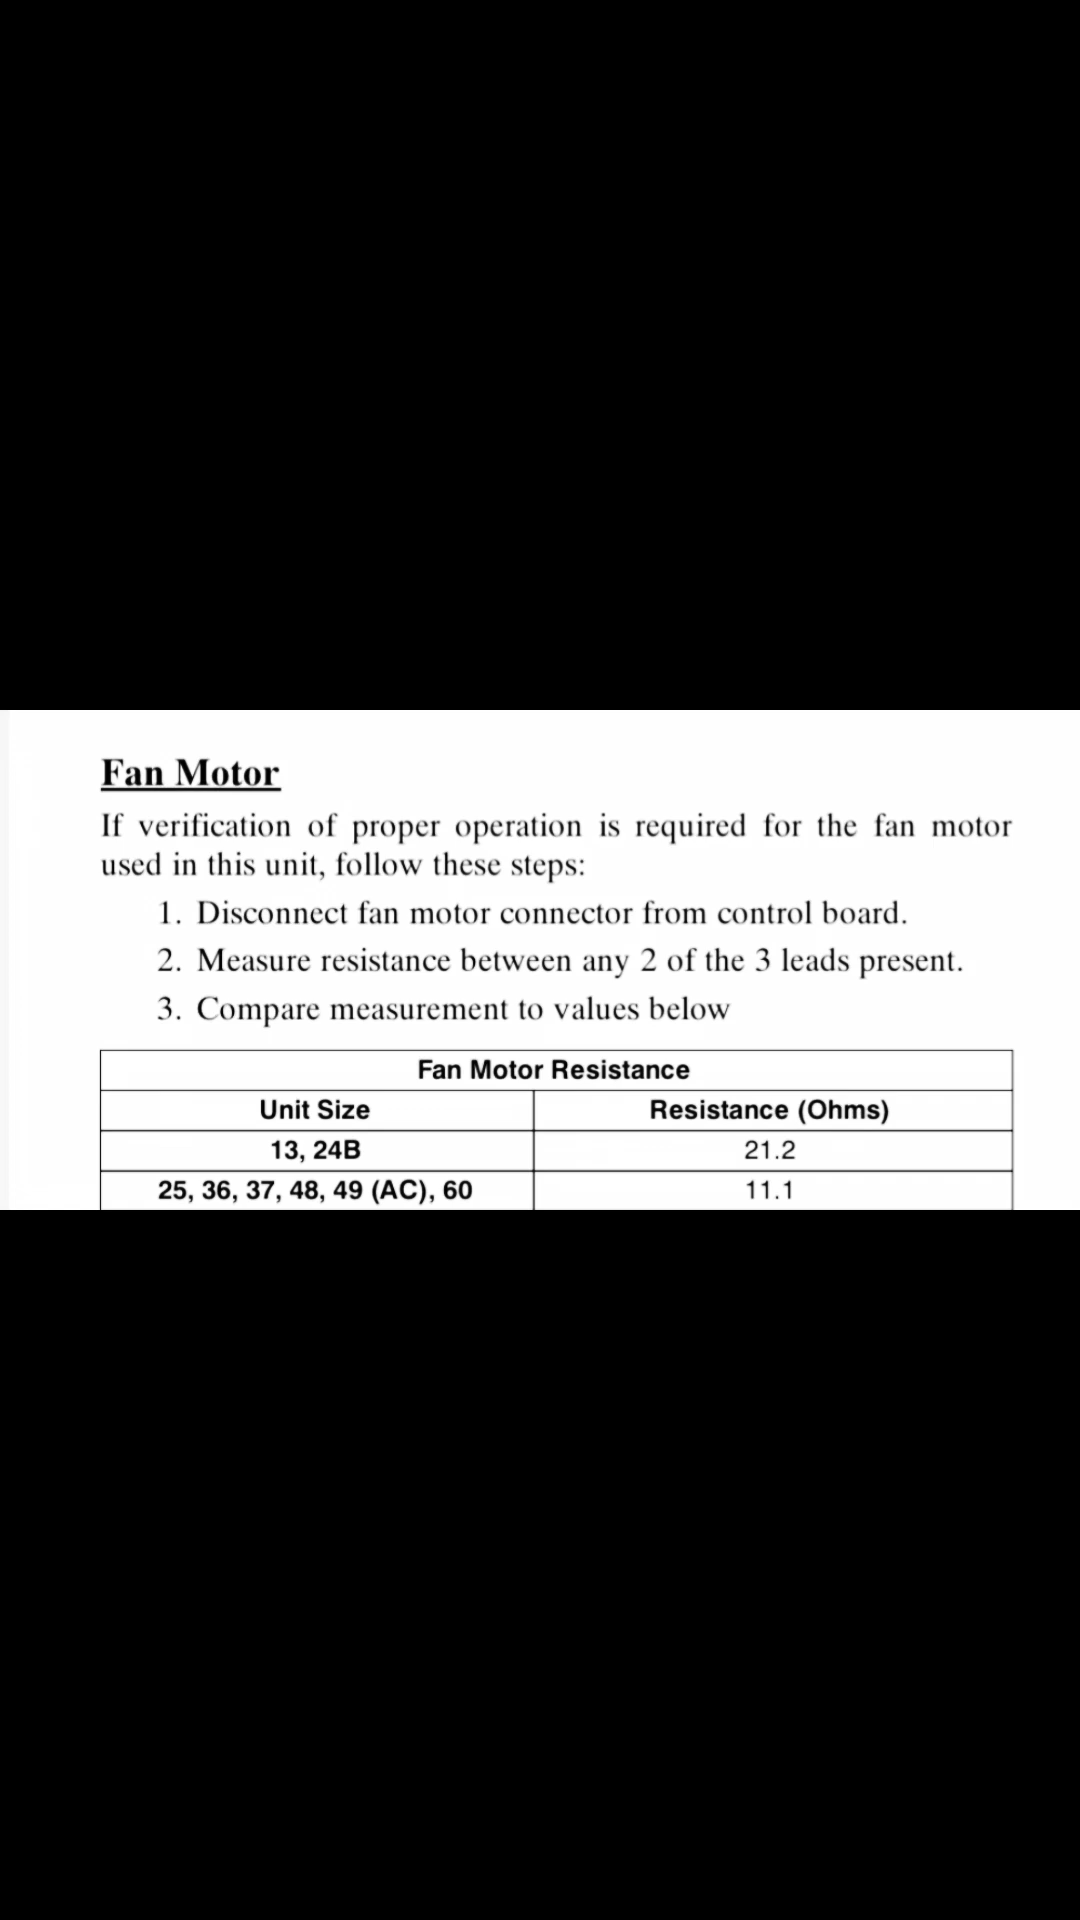 Fan Motor
If verification of proper operation is required for the fan motor
used in this unit, follow these steps:
1. Disconnect fan motor connector from control board.
2. Measure resistance between any 2 of the 3 leads present.
3. Compare measurement to values below
Fan Motor Resistance
Unit Size Resistance (Ohms)
13, 24B 21.2
25, 36, 37, 48, 49 (AC), 60 11.1